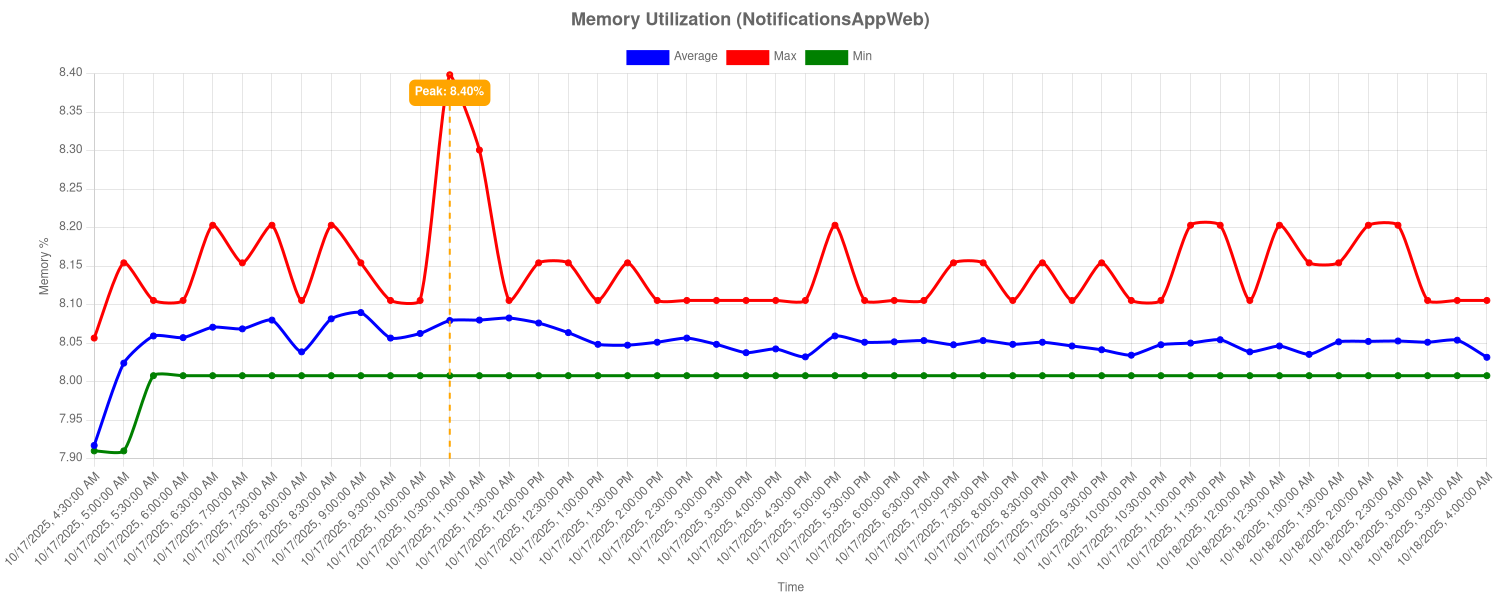 Memory Utilization (NotificationsAppWeb)
Average Max Min
8.40
8.35
8.30
8.25
8.20
8.15
8.10
8.05
8.00
7.95
7.90
Memory %
Peak: 8.40%
10/17/2025, 4:30:00 AM
10/17/2025, 5:00:00 AM
10/17/2025, 5:30:00 AM
10/17/2025, 6:00:00 AM
10/17/2025, 6:30:00 AM
10/17/2025, 7:00:00 AM
10/17/2025, 7:30:00 AM
10/17/2025, 8:00:00 AM
10/17/2025, 8:30:00 AM
10/17/2025, 9:00:00 AM
10/17/2025, 9:30:00 AM
10/17/2025, 10:00:00 AM
10/17/2025, 10:30:00 AM
10/17/2025, 11:00:00 AM
10/17/2025, 11:30:00 AM
10/17/2025, 12:00:00 PM
10/17/2025, 12:30:00 PM
10/17/2025, 1:00:00 PM
10/17/2025, 1:30:00 PM
10/17/2025, 2:00:00 PM
10/17/2025, 2:30:00 PM
10/17/2025, 3:00:00 PM
10/17/2025, 3:30:00 PM
10/17/2025, 4:00:00 PM
10/17/2025, 4:30:00 PM
10/17/2025, 5:00:00 PM
10/17/2025, 5:30:00 PM
10/17/2025, 6:00:00 PM
10/17/2025, 6:30:00 PM
10/17/2025, 7:00:00 PM
10/17/2025, 7:30:00 PM
10/17/2025, 8:00:00 PM
10/17/2025, 8:30:00 PM
10/17/2025, 9:00:00 PM
10/17/2025, 9:30:00 PM
10/17/2025, 10:00:00 PM
10/17/2025, 10:30:00 PM
10/17/2025, 11:00:00 PM
10/17/2025, 11:30:00 PM
10/18/2025, 12:00:00 AM
10/18/2025, 12:30:00 AM
10/18/2025, 1:00:00 AM
10/18/2025, 1:30:00 AM
10/18/2025, 2:00:00 AM
10/18/2025, 2:30:00 AM
10/18/2025, 3:00:00 AM
10/18/2025, 3:30:00 AM
10/18/2025, 4:00:00 AM
Time